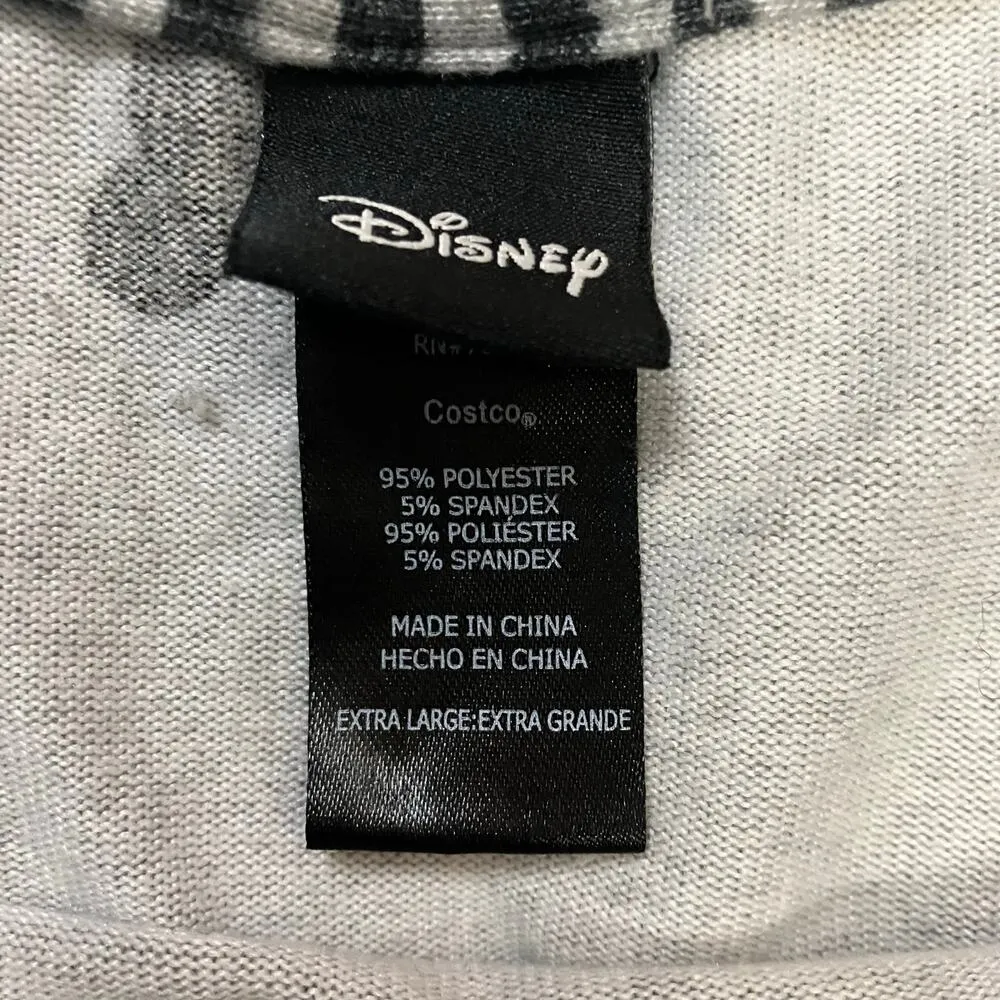 Disney
Costco®
95% POLYESTER
5% SPANDEX
95% POLIÉSTER
5% SPANDEX
MADE IN CHINA
HECHO EN CHINA
EXTRA LARGE:EXTRA GRANDE